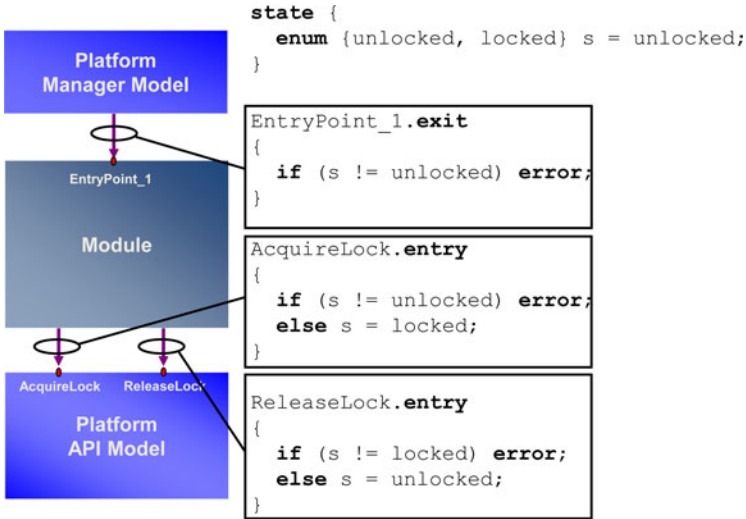 state {
enum {unlocked, locked} s = unlocked;
}
Platform
Manager Model
EntryPoint_1.exit
{
if (s != unlocked) error;
}
EntryPoint_1
Module
AcquireLock.entry
{
if (s != unlocked) error;
else s = locked;
}
AcquireLock
ReleaseLock
Platform
API Model
ReleaseLock.entry
{
if (s != locked) error;
else s = unlocked;
}